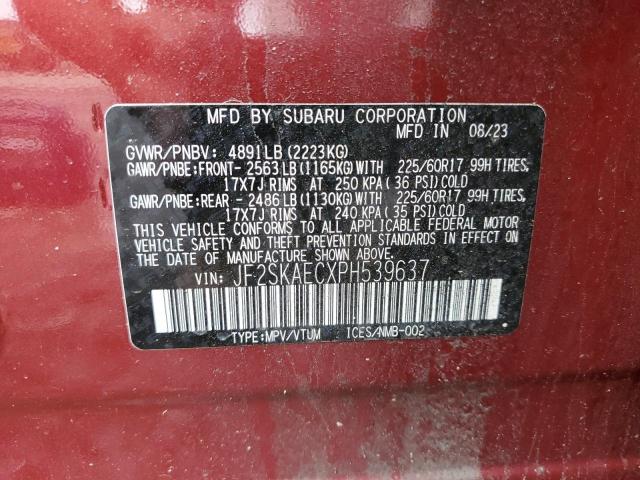 MFD BY SUBARU CORPORATION
MFD IN 08/23
GVWR/PNBV: 4891LB (2223KG)
GAWR/PNBE:FRONT- 2563LB (1165KG)WITH 225/60R17 99H TIRES,
17X7J RIMS AT 250 KPA (36 PSI)COLD
GAWR/PNBE:REAR - 2486LB (1130KG)WITH 225/60R17 99H TIRES,
17X7J RIMS AT 240 KPA (35 PSI)COLD
THIS VEHICLE CONFORMS TO ALL APPLICABLE FEDERAL MOTOR
VEHICLE SAFETY AND THEFT PREVENTION STANDARDS IN EFFECT ON
THE DATE OF MANUFACTURE SHOWN ABOVE.
VIN: JF2SKAECXPH539637
TYPE:MPV/VTUM ICES/NMB-002